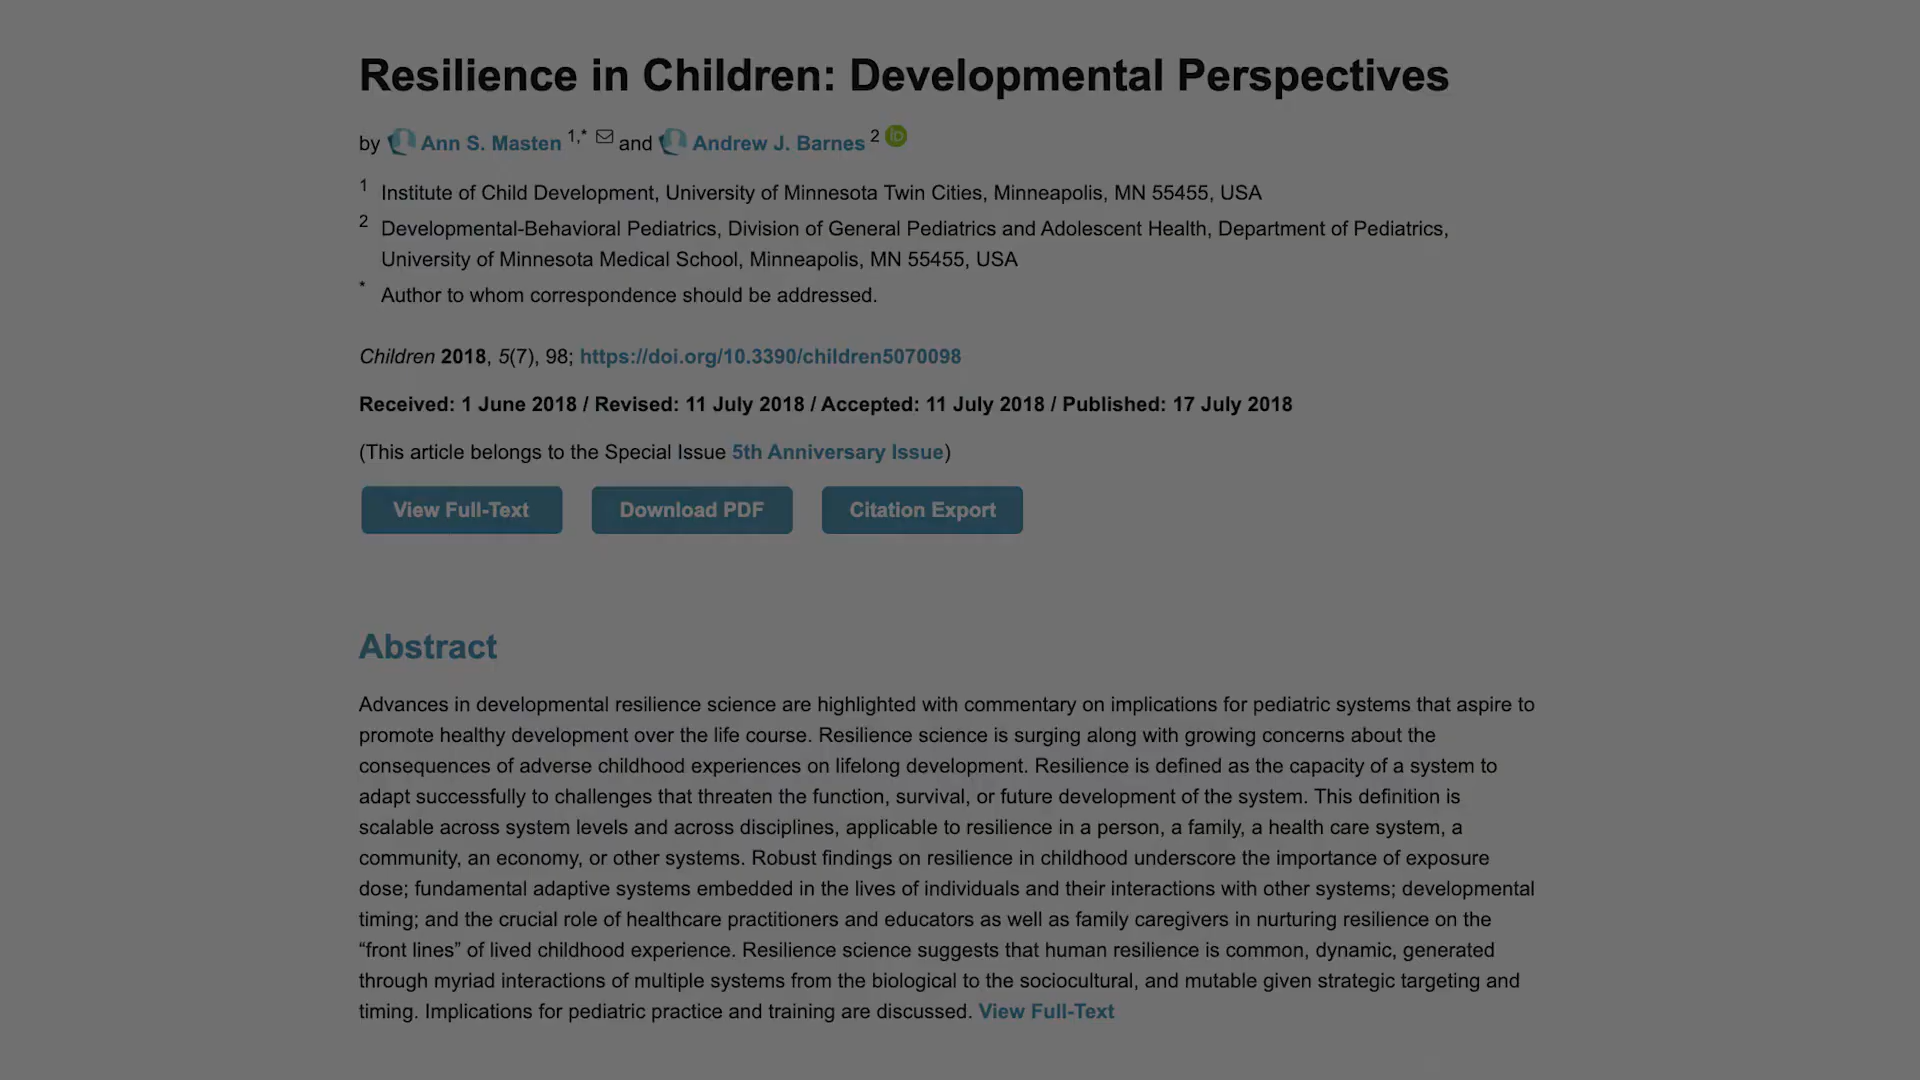 Resilience in Children: Developmental Perspectives
by Ann S. Masten 1,* and Andrew J. Barnes 2 iD
1 Institute of Child Development, University of Minnesota Twin Cities, Minneapolis, MN 55455, USA
2 Developmental-Behavioral Pediatrics, Division of General Pediatrics and Adolescent Health, Department of Pediatrics,
University of Minnesota Medical School, Minneapolis, MN 55455, USA
* Author to whom correspondence should be addressed.
Children 2018, 5(7), 98; https://doi.org/10.3390/children5070098
Received: 1 June 2018 / Revised: 11 July 2018 / Accepted: 11 July 2018 / Published: 17 July 2018
(This article belongs to the Special Issue 5th Anniversary Issue)
View Full-Text Download PDF Citation Export
Abstract
Advances in developmental resilience science are highlighted with commentary on implications for pediatric systems that aspire to
promote healthy development over the life course. Resilience science is surging along with growing concerns about the
consequences of adverse childhood experiences on lifelong development. Resilience is defined as the capacity of a system to
adapt successfully to challenges that threaten the function, survival, or future development of the system. This definition is
scalable across system levels and across disciplines, applicable to resilience in a person, a family, a health care system, a
community, an economy, or other systems. Robust findings on resilience in childhood underscore the importance of exposure
dose; fundamental adaptive systems embedded in the lives of individuals and their interactions with other systems; developmental
timing; and the crucial role of healthcare practitioners and educators as well as family caregivers in nurturing resilience on the
“front lines” of lived childhood experience. Resilience science suggests that human resilience is common, dynamic, generated
through myriad interactions of multiple systems from the biological to the sociocultural, and mutable given strategic targeting and
timing. Implications for pediatric practice and training are discussed. View Full-Text